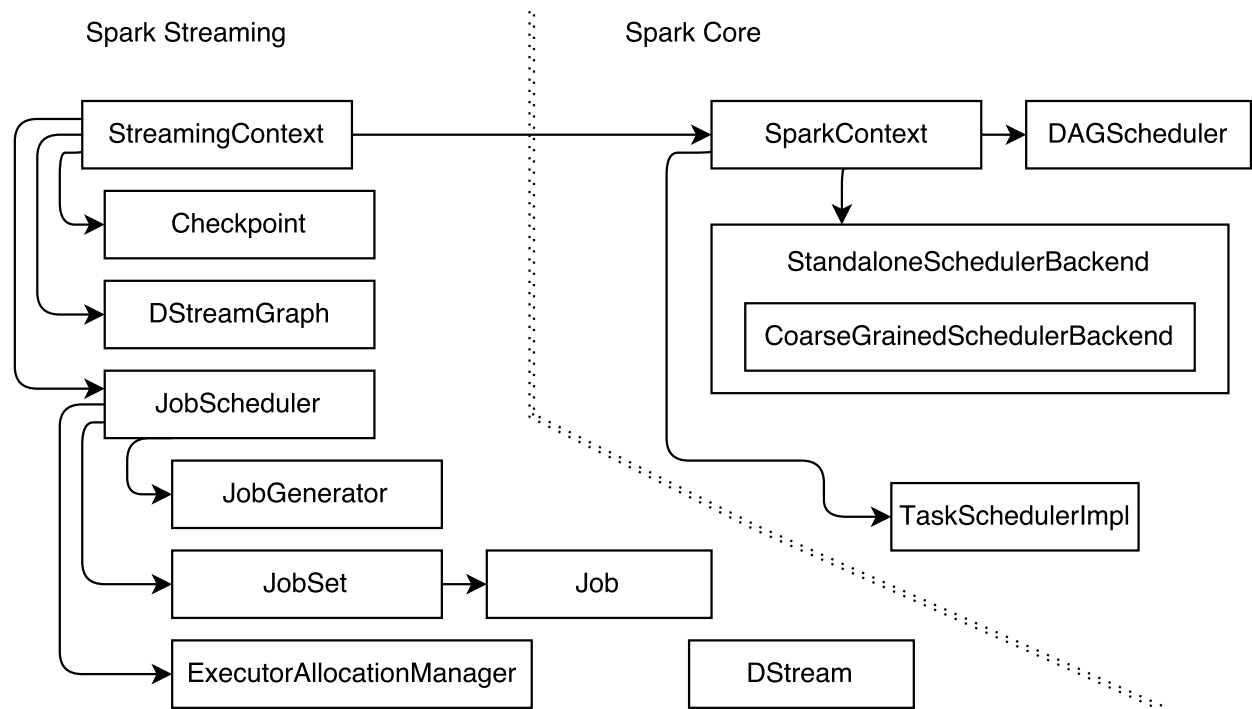 Spark Streaming
Spark Core
StreamingContext
SparkContext
DAGScheduler
Checkpoint
StandaloneSchedulerBackend
DStreamGraph
CoarseGrainedSchedulerBackend
JobScheduler
JobGenerator
TaskSchedulerImpl
JobSet
Job
ExecutorAllocationManager
DStream